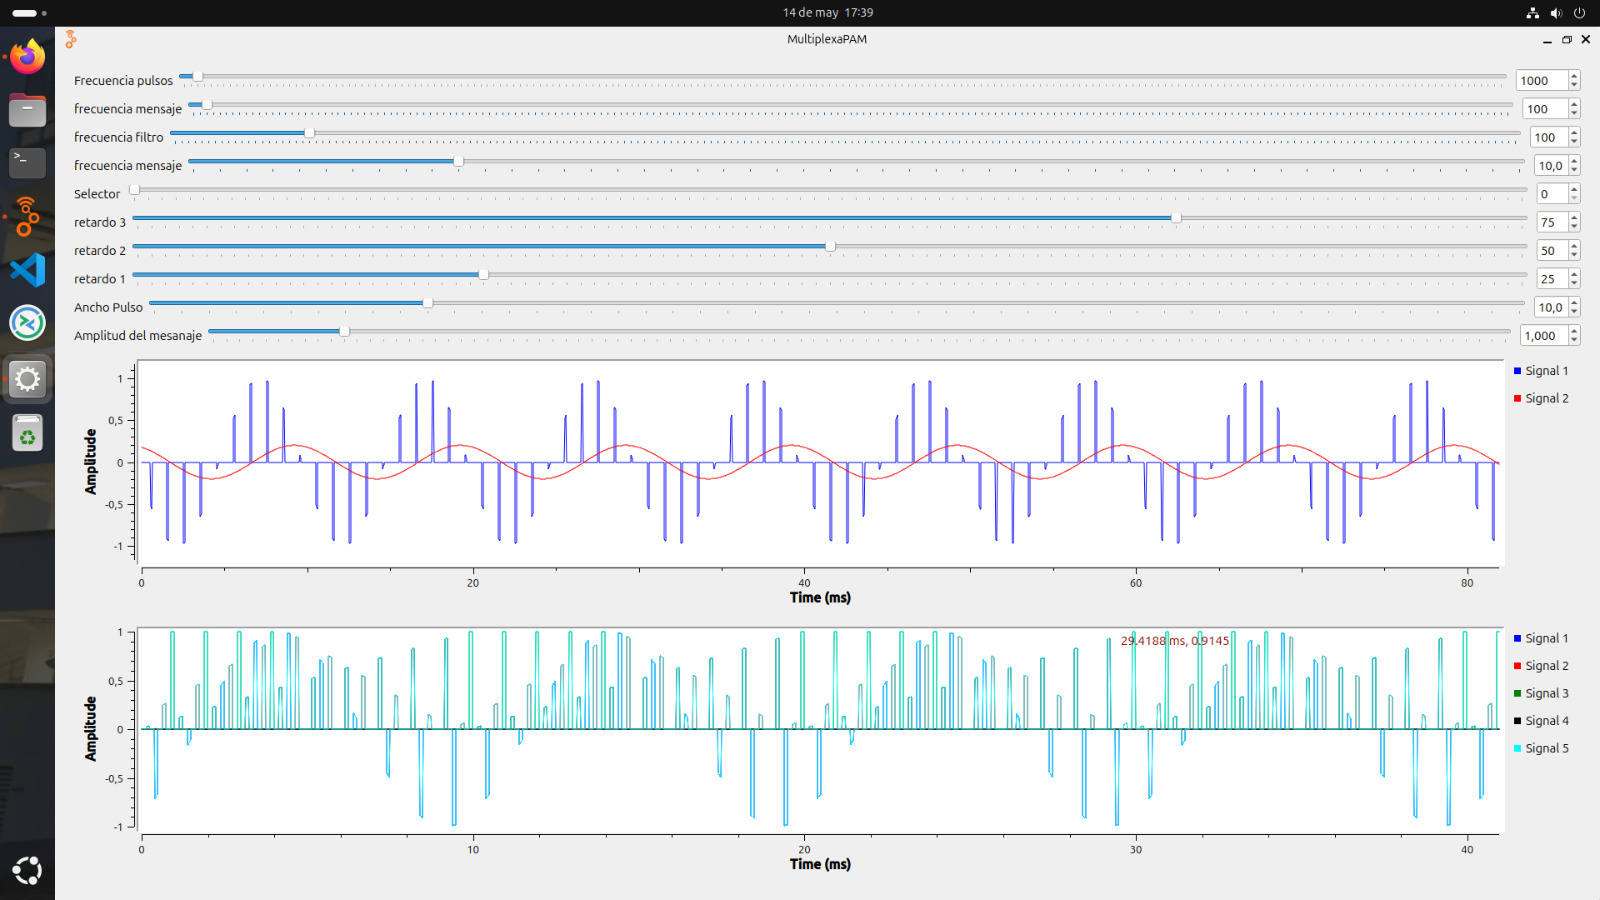 14 de may 17:39
MultiplexaPAM
Frecuencia pulsos 1000
frecuencia mensaje 100
frecuencia filtro 100
frecuencia mensaje 10,0
Selector 0
retardo 3 75
retardo 2 50
retardo 1 25
Ancho Pulso 10,0
Amplitud del mesanaje 1,000
Amplitude
1
0,5
0
-0,5
-1
0 20 40 60 80
Time (ms)
Signal 1
Signal 2
Amplitude
1
0,5
0
-0,5
-1
29.4188 ms, 0.9145
0 10 20 30 40
Time (ms)
Signal 1
Signal 2
Signal 3
Signal 4
Signal 5